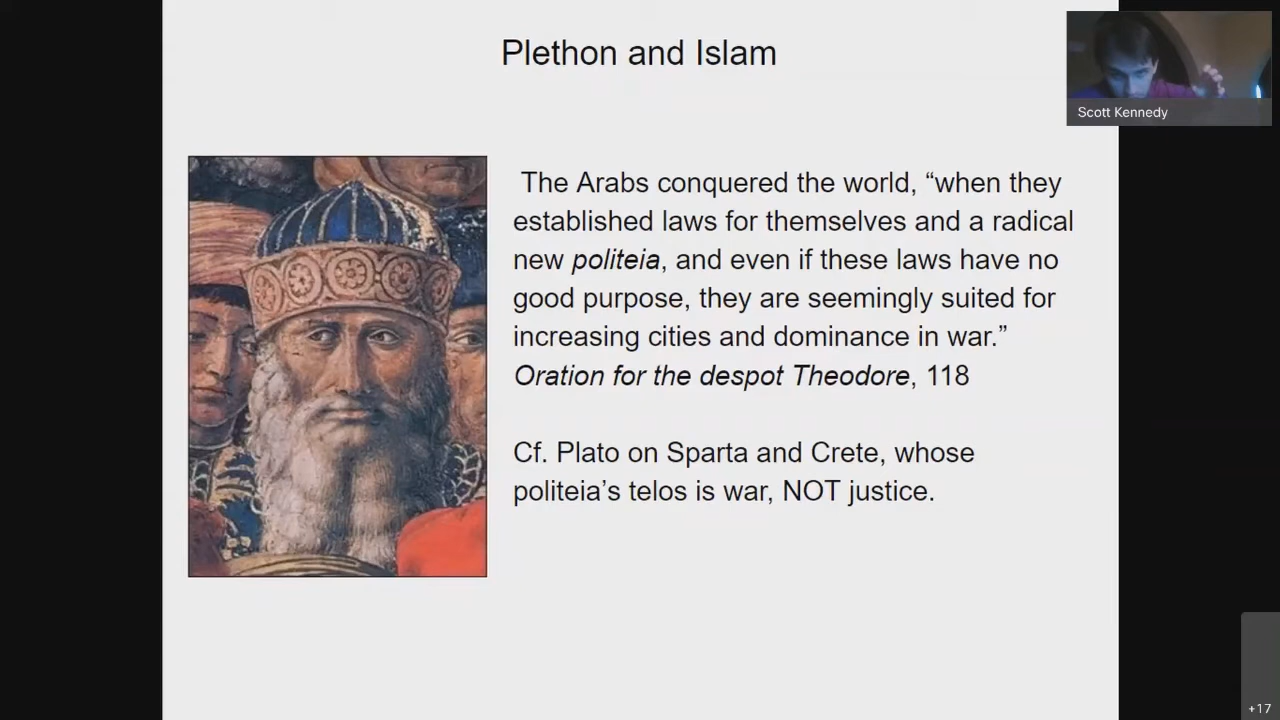 Plethon and Islam
Scott Kennedy
The Arabs conquered the world, “when they
established laws for themselves and a radical
new politeia, and even if these laws have no
good purpose, they are seemingly suited for
increasing cities and dominance in war.”
Oration for the despot Theodore, 118
Cf. Plato on Sparta and Crete, whose
politeia’s telos is war, NOT justice.
+17